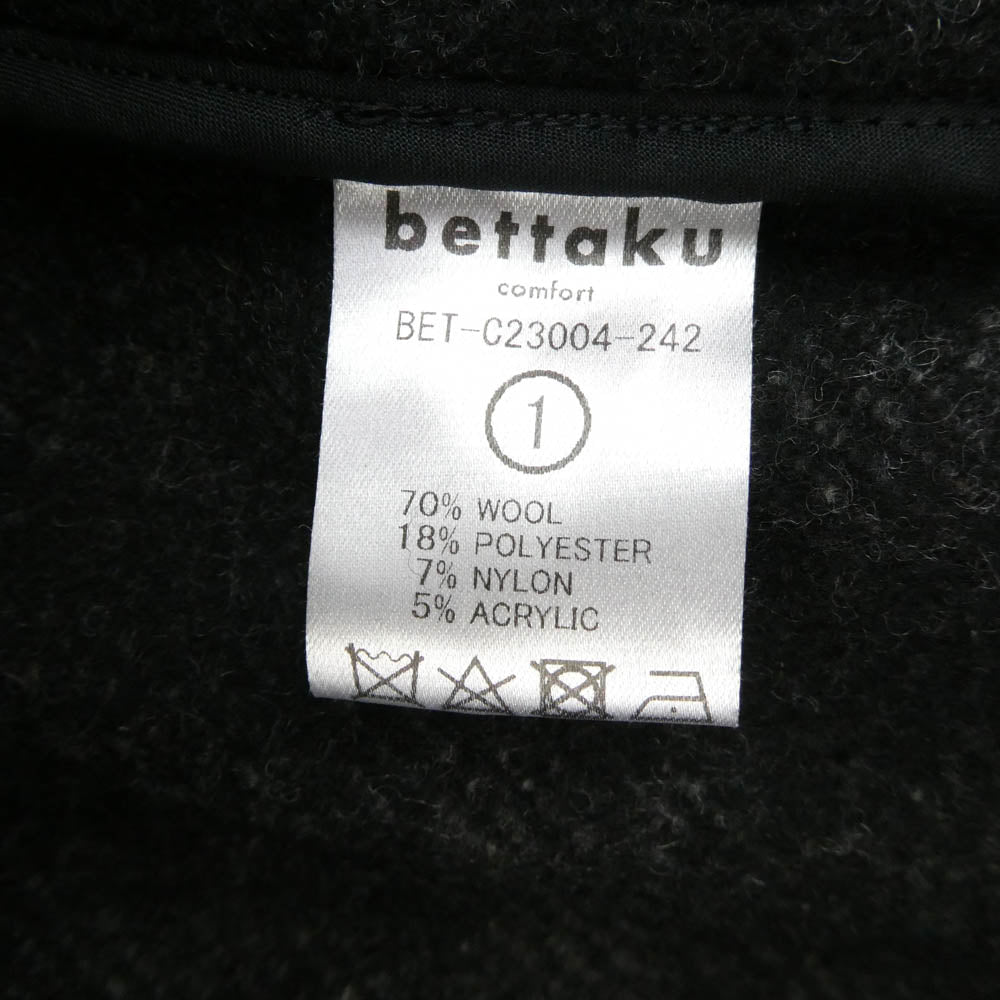 bettaku
comfort
BET-C23004-242
1
70% WOOL
18% POLYESTER
7% NYLON
5% ACRYLIC